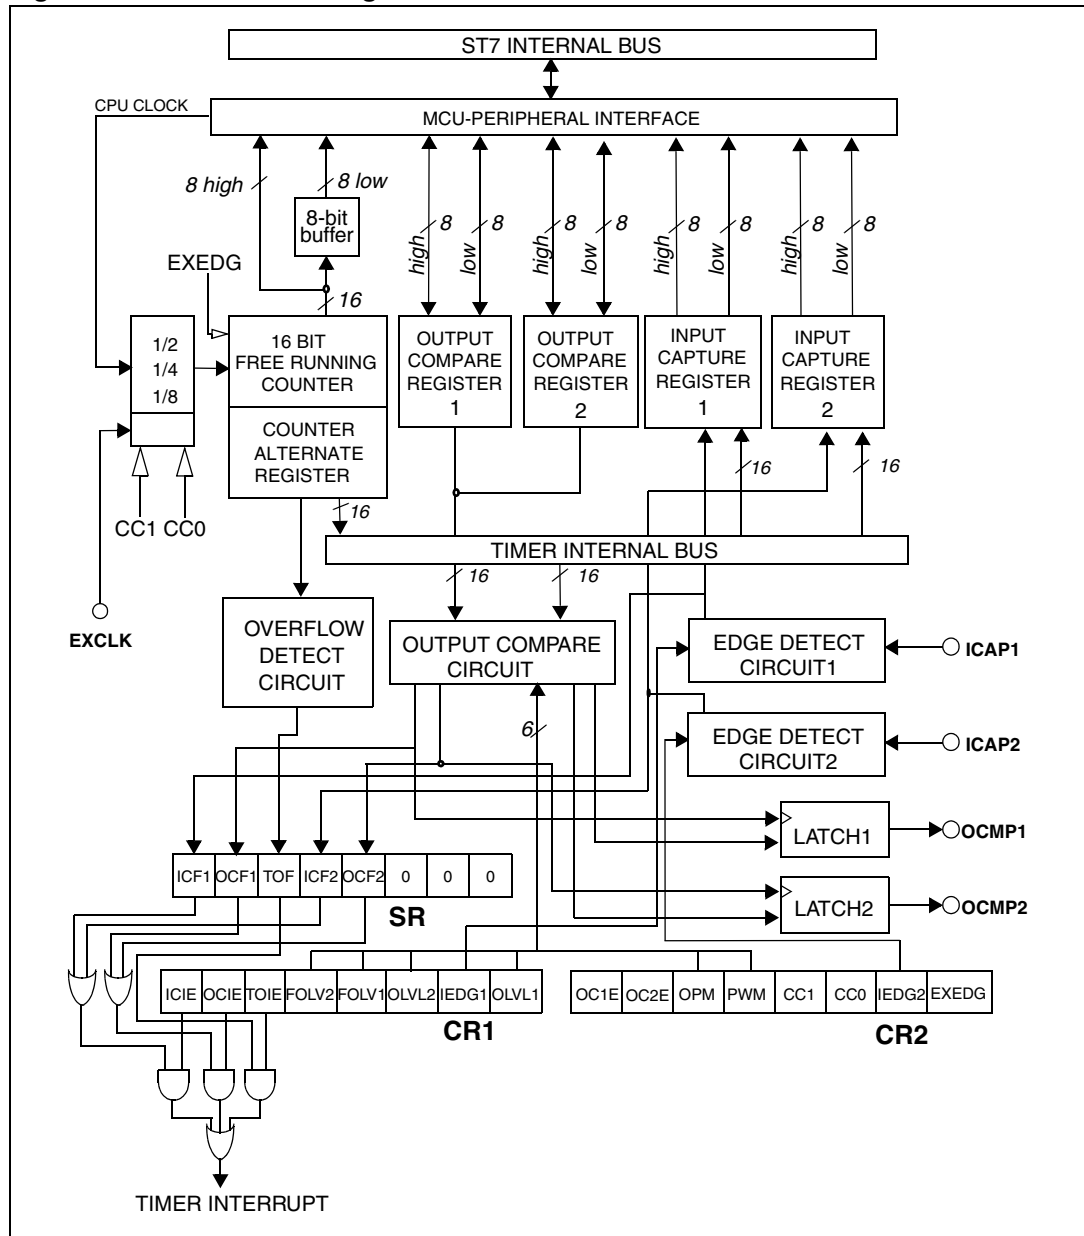 ST7 INTERNAL BUS
CPU CLOCK
MCU-PERIPHERAL INTERFACE
8 high
8 low
8-bit
buffer
high
8
low
8
high
8
low
8
high
8
low
8
high
8
low
8
EXEDG
16
1/2
1/4
1/8
16 BIT
FREE RUNNING
COUNTER
OUTPUT
COMPARE
REGISTER
1
OUTPUT
COMPARE
REGISTER
2
INPUT
CAPTURE
REGISTER
1
INPUT
CAPTURE
REGISTER
2
COUNTER
ALTERNATE
REGISTER
16
16
16
CC1 CC0
TIMER INTERNAL BUS
16
16
EXCLK
OVERFLOW
DETECT
CIRCUIT
OUTPUT COMPARE
CIRCUIT
EDGE DETECT
CIRCUIT1
ICAP1
6
EDGE DETECT
CIRCUIT2
ICAP2
LATCH1
OCMP1
ICF1 OCF1 TOF ICF2 OCF2 0 0 0
SR
LATCH2
OCMP2
ICIE OCIE TOIE FOLV2 FOLV1 OLVL2 IEDG1 OLVL1
CR1
OC1E OC2E OPM PWM CC1 CC0 IEDG2 EXEDG
CR2
TIMER INTERRUPT